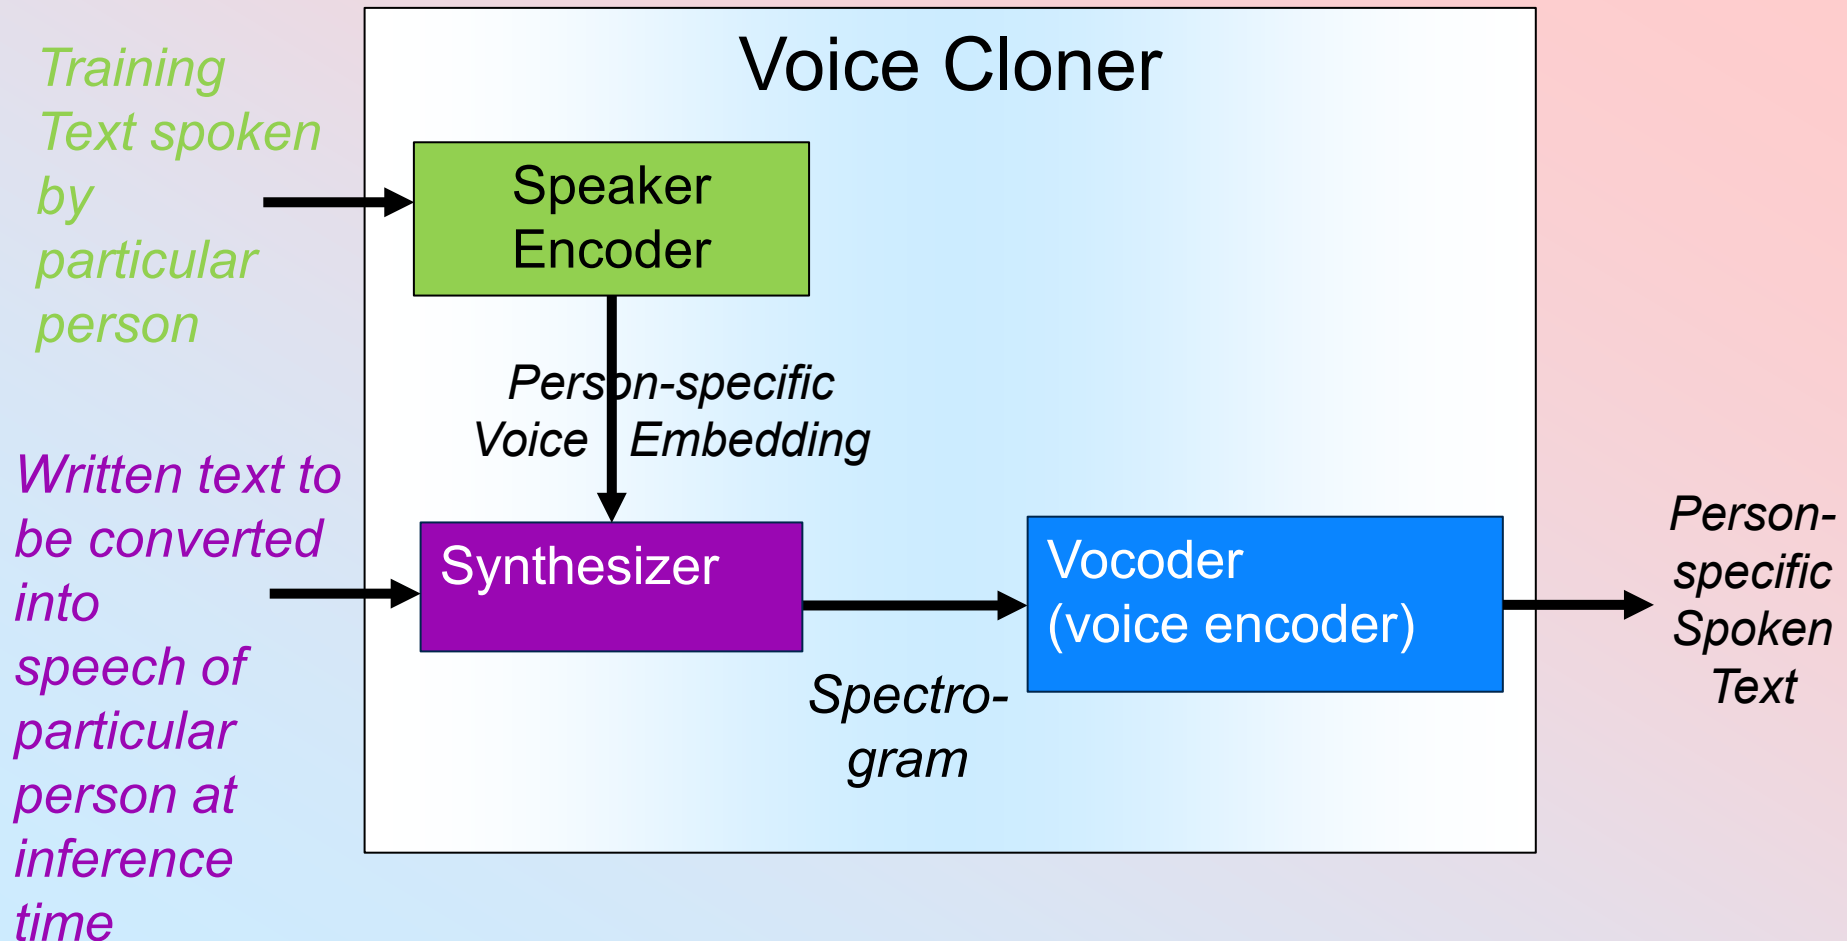 Voice Cloner
Training
Text spoken
by
particular
person
Speaker
Encoder
Person-specific
Voice Embedding
Written text to
be converted
into
speech of
particular
person at
inference
time
Synthesizer
Spectro-
gram
Vocoder
(voice encoder)
Person-
specific
Spoken
Text